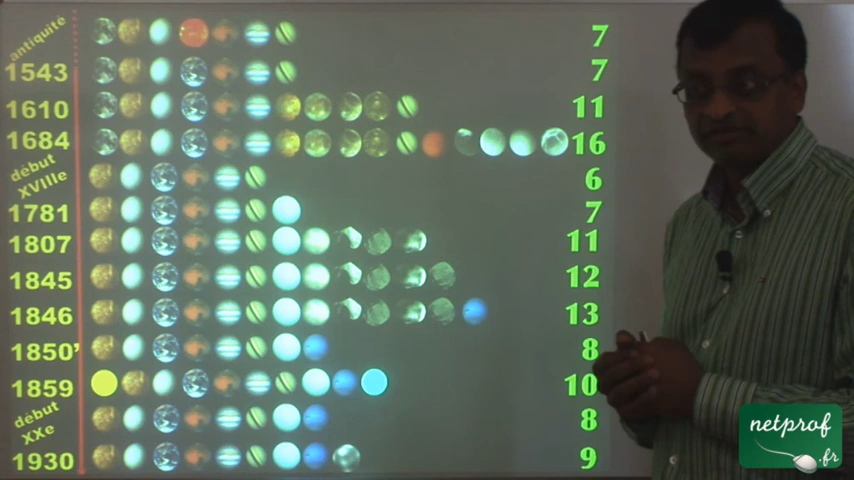 antiquité 7
1543 7
1610 11
1684 16
début XVIIIe 6
1781 7
1807 11
1845 12
1846 13
1850' 8
1859 10
début XXe 8
1930 9
netprof
.fr